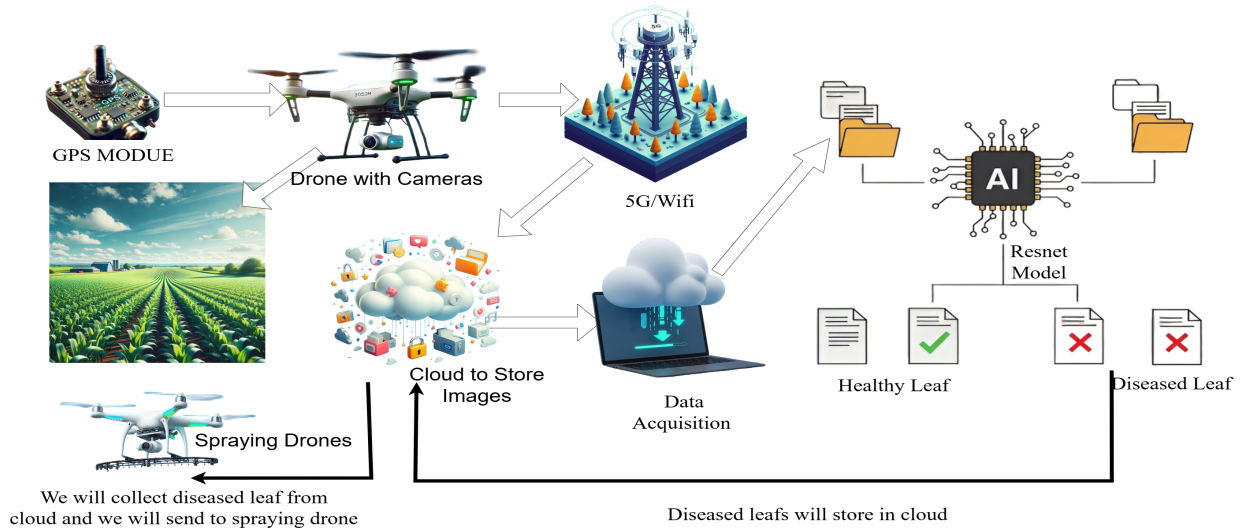 GPS MODUE
Drone with Cameras
5G
5G/Wifi
AI
Resnet
Model
Cloud to Store
Images
Data
Acquisition
Healthy Leaf
Diseased Leaf
Spraying Drones
We will collect diseased leaf from
cloud and we will send to spraying drone
Diseased leafs will store in cloud